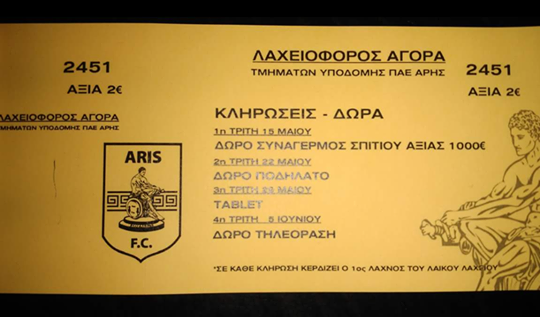 2451
ΑΞΙΑ 2€
ΛΑΧΕΙΟΦΟΡΟΣ ΑΓΟΡΑ
ΤΜΗΜΑΤΩΝ ΥΠΟΔΟΜΗΣ ΠΑΕ ΑΡΗΣ
ARIS
F.C.
ΛΑΧΕΙΟΦΟΡΟΣ ΑΓΟΡΑ
ΤΜΗΜΑΤΩΝ ΥΠΟΔΟΜΗΣ ΠΑΕ ΑΡΗΣ
2451
ΑΞΙΑ 2€
ΚΛΗΡΩΣΕΙΣ - ΔΩΡΑ
1η ΤΡΙΤΗ 15 ΜΑΙΟΥ
ΔΩΡΟ ΣΥΝΑΓΕΡΜΟΣ ΣΠΙΤΙΟΥ ΑΞΙΑΣ 1000€
2η ΤΡΙΤΗ 22 ΜΑΙΟΥ
ΔΩΡΟ ΠΟΔΗΛΑΤΟ
3η ΤΡΙΤΗ ΜΑΙΟΥ
TABLET
4η ΤΡΙΤΗ 5 ΙΟΥΝΙΟΥ
ΔΩΡΟ ΤΗΛΕΟΡΑΣΗ
*ΣΕ ΚΑΘΕ ΚΛΗΡΩΣΗ ΚΕΡΔΙΖΕΙ Ο 1ος ΛΑΧΝΟΣ ΤΟΥ ΛΑΙΚΟΥ ΛΑΧΕΙΟΥ